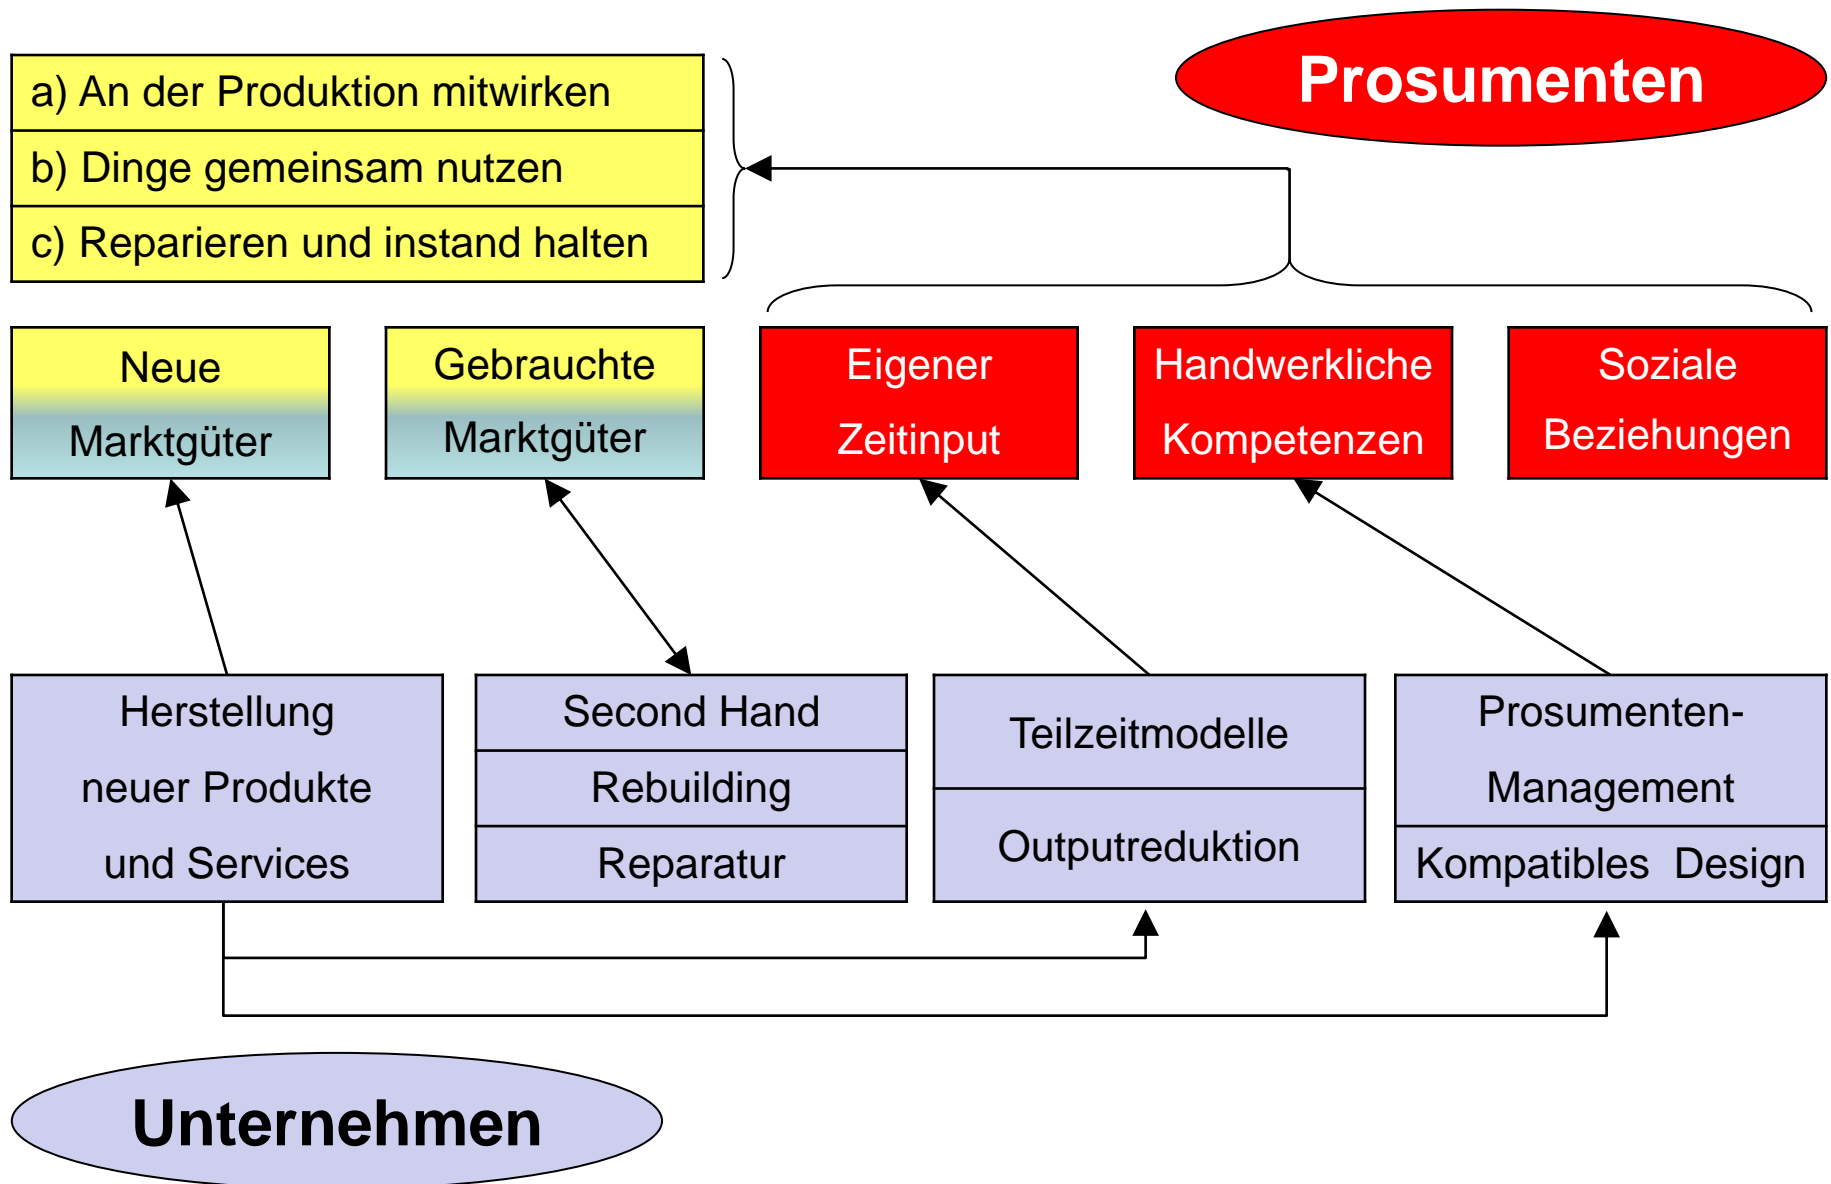 Prosumenten
a) An der Produktion mitwirken
b) Dinge gemeinsam nutzen
c) Reparieren und instand halten
Neue
Marktgüter
Gebrauchte
Marktgüter
Eigener
Zeitinput
Handwerkliche
Kompetenzen
Soziale
Beziehungen
Herstellung
neuer Produkte
und Services
Second Hand
Rebuilding
Reparatur
Teilzeitmodelle
Outputreduktion
Prosumenten-
Management
Kompatibles Design
Unternehmen